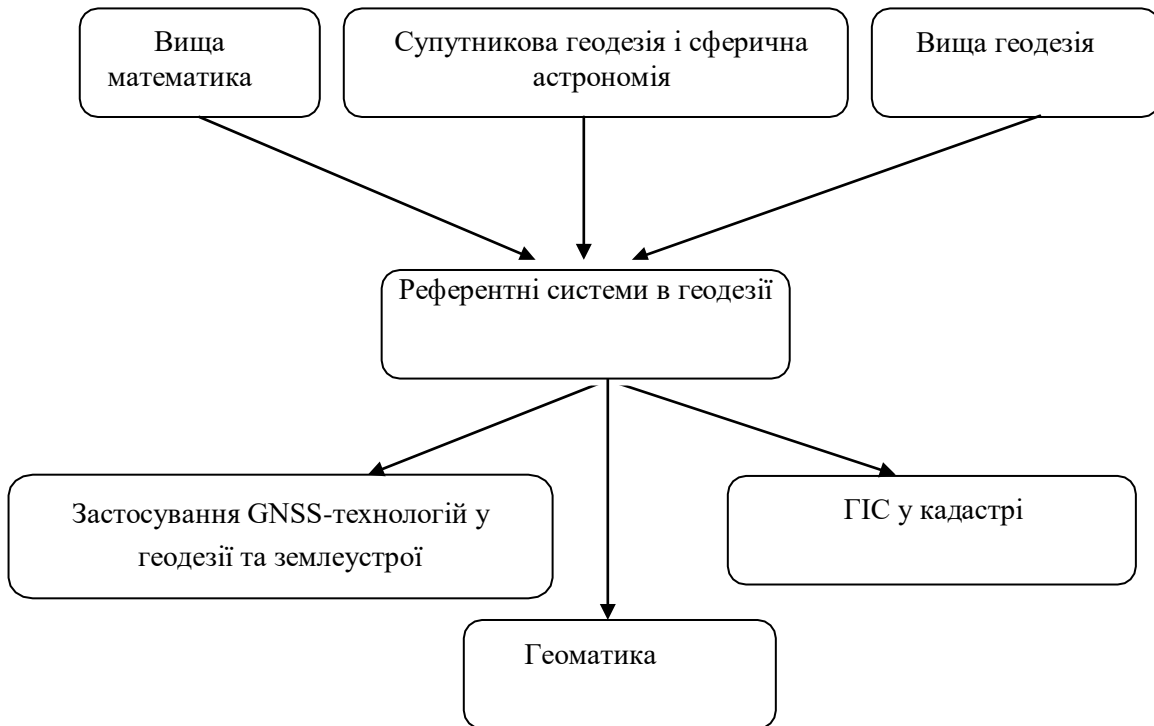 Вища
математика
Супутникова геодезія і сферична
астрономія
Вища геодезія
Референтні системи в геодезії
Застосування GNSS-технологій у
геодезії та землеустрої
ГІС у кадастрі
Геоматика